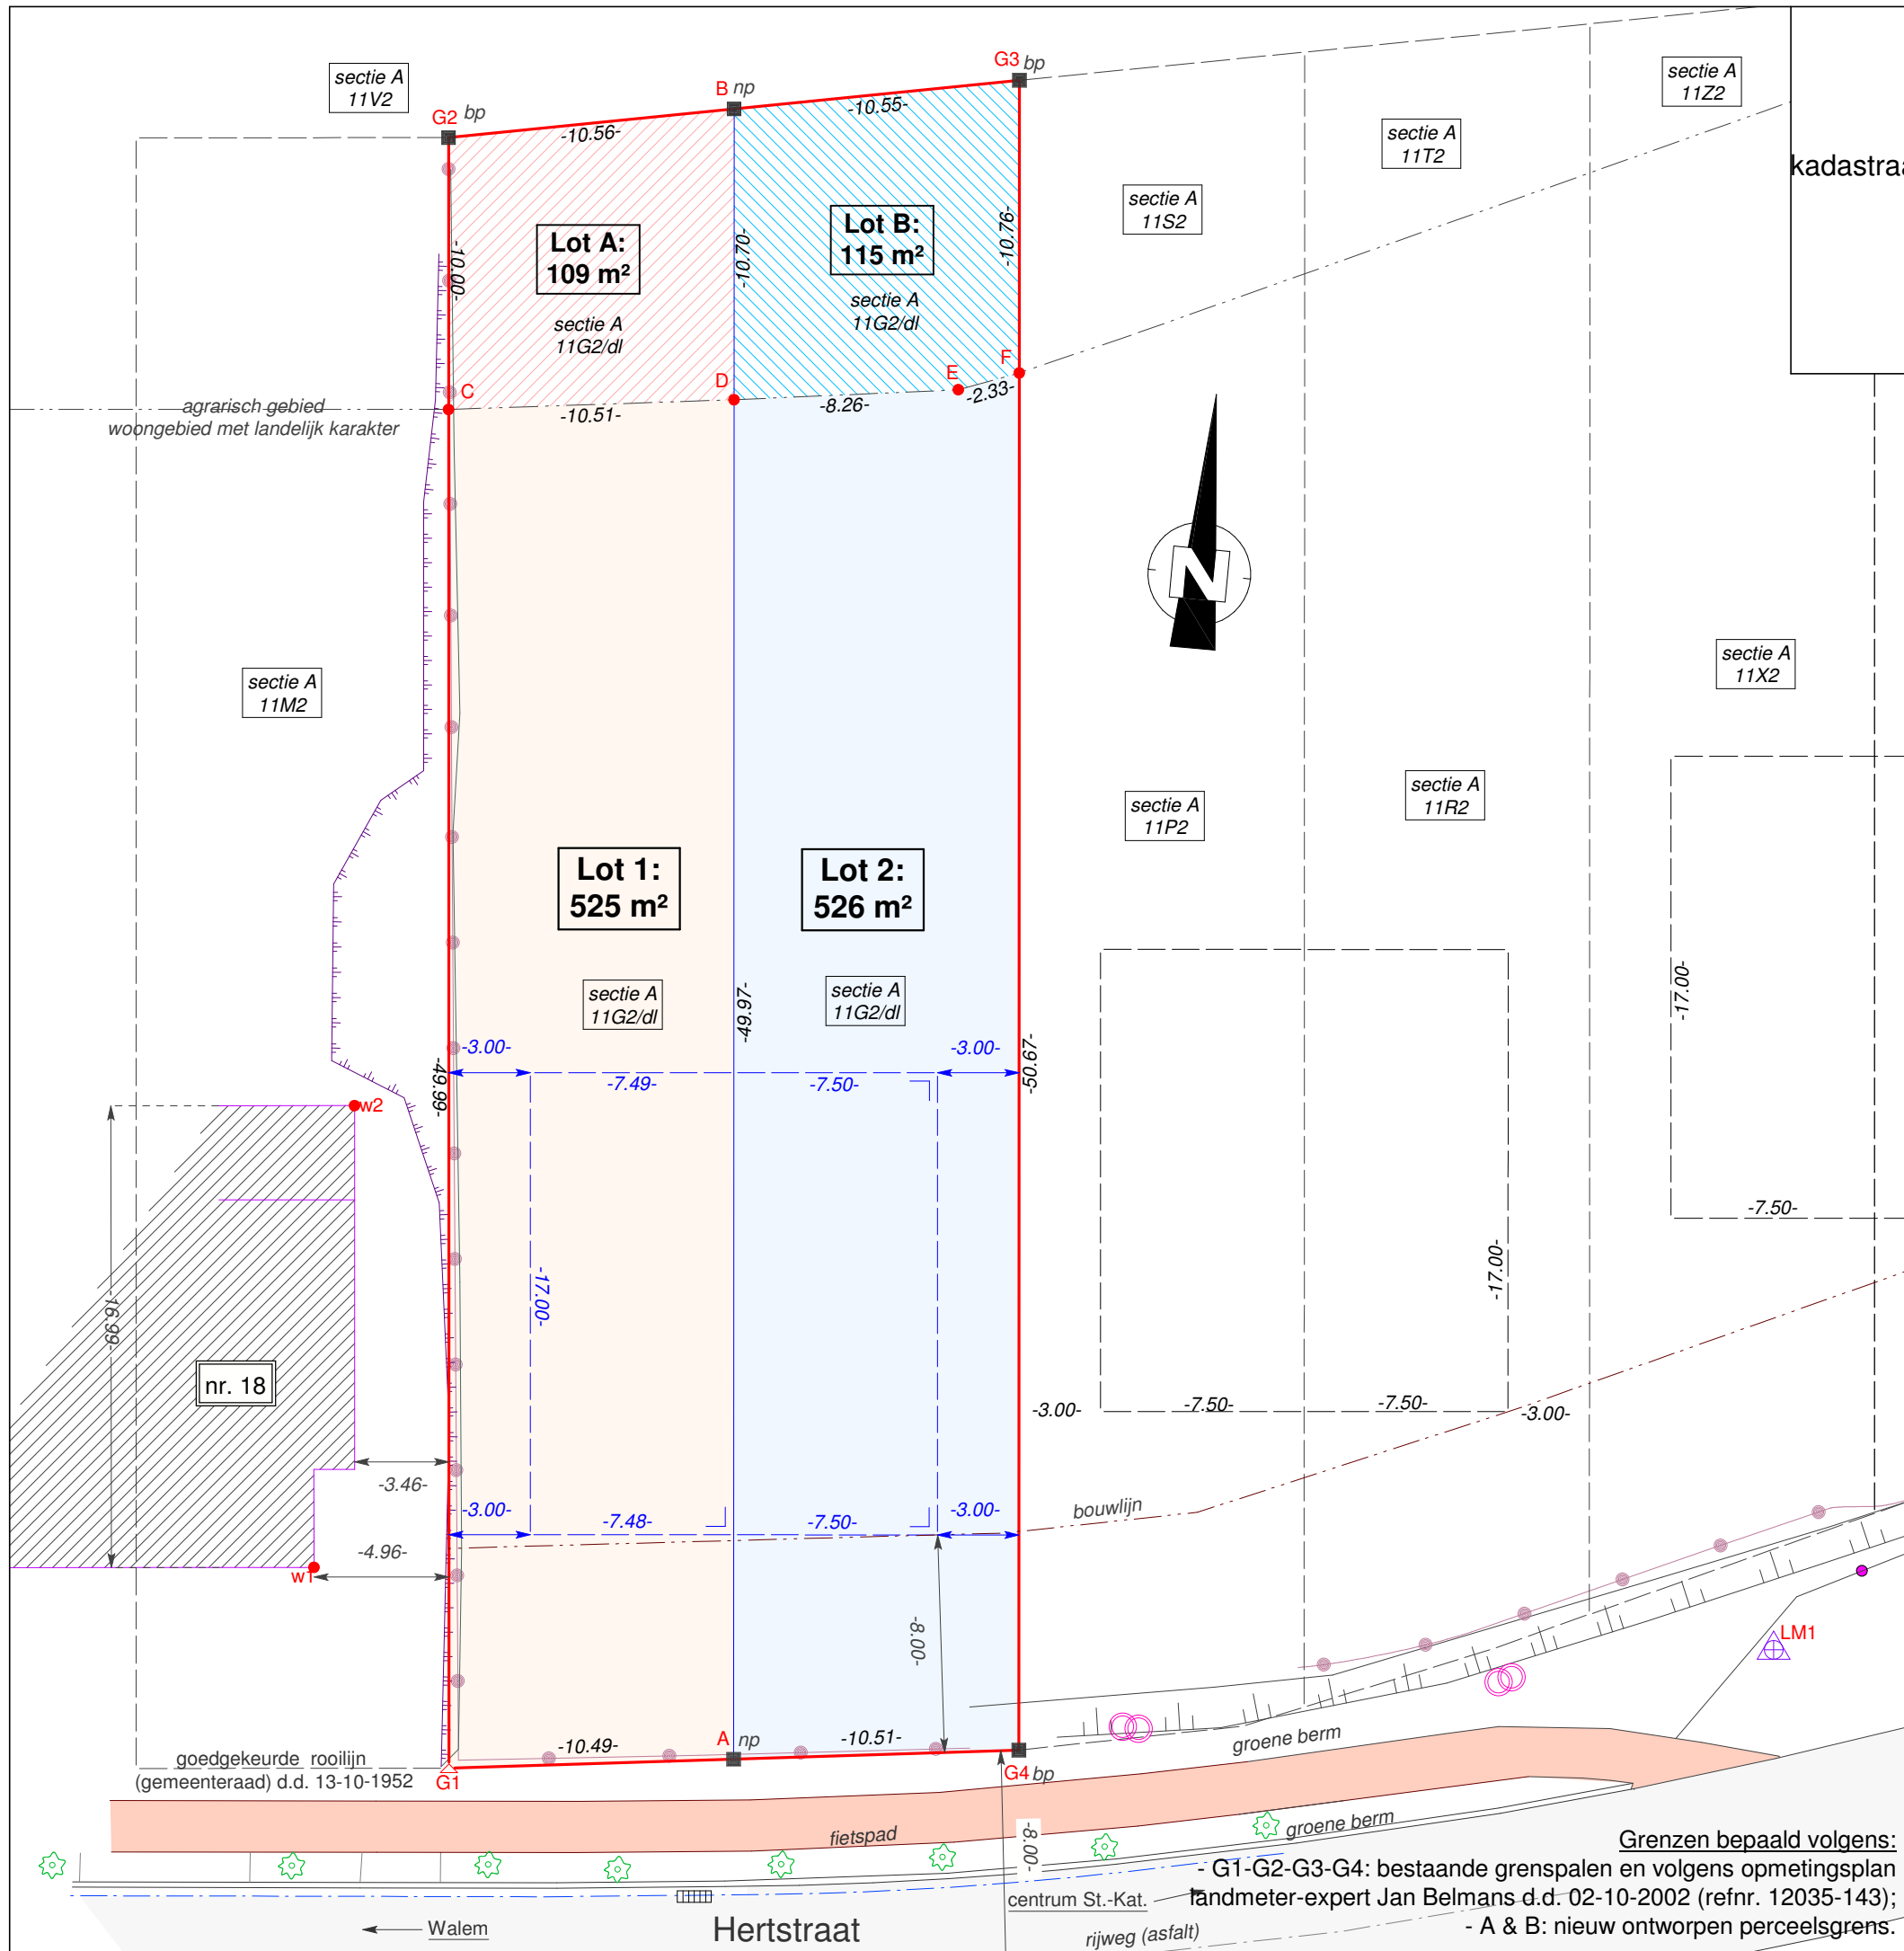 sectie A
11V2
G2 bp
B np
G3 bp
-10.56-
-10.55-
sectie A
11Z2
sectie A
11T2
sectie A
11S2
kadastraa
Lot A:
109 m²
sectie A
11G2/dl
Lot B:
115 m²
sectie A
11G2/dl
-10.00-
-10.70-
-10.76-
C
D
E
F
-10.51-
-8.26-
-2.33-
agrarisch gebied
woongebied met landelijk karakter
N
sectie A
11M2
sectie A
11X2
sectie A
11P2
sectie A
11R2
Lot 1:
525 m²
Lot 2:
526 m²
sectie A
11G2/dl
sectie A
11G2/dl
-49.97-
-49.99-
-50.67-
-17.00-
-3.00-
-3.00-
-7.49-
-7.50-
w2
-7.50-
-17.00-
-17.00-
-16.99-
nr. 18
-3.00-
-7.50-
-7.50-
-3.00-
-3.46-
-3.00-
-7.48-
-7.50-
-3.00-
bouwlijn
-4.96-
w1
-8.00-
LM1
-10.49-
A np
-10.51-
groene berm
goedgekeurde rooilijn
(gemeenteraad) d.d. 13-10-1952
G1
G4 bp
fietspad
-8.00-
groene berm
Grenzen bepaald volgens:
- G1-G2-G3-G4: bestaande grenspalen en volgens opmetingsplan
landmeter-expert Jan Belmans d.d. 02-10-2002 (refnr. 12035-143);
- A & B: nieuw ontworpen perceelsgrens.
centrum St.-Kat.
Walem
Hertstraat
rijweg (asfalt)